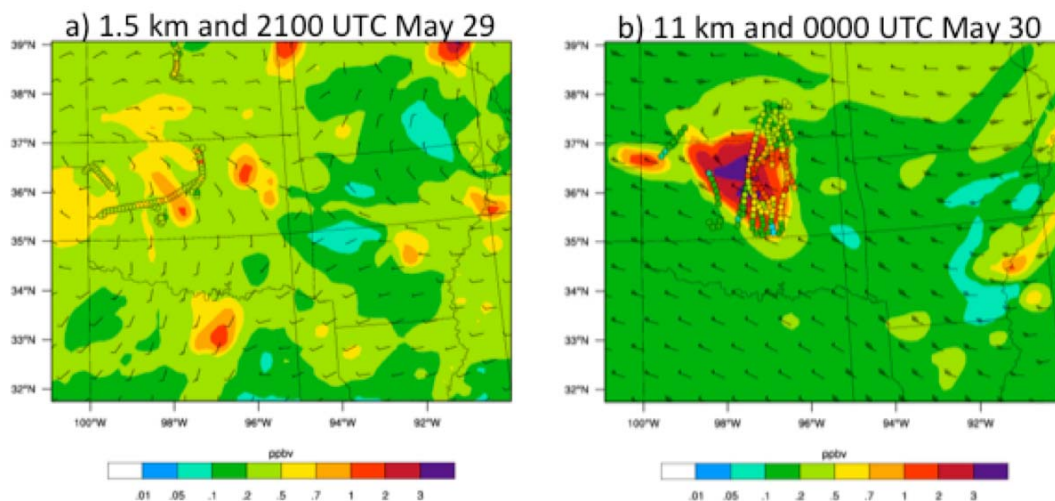 a) 1.5 km and 2100 UTC May 29
39°N
38°N
37°N
36°N
35°N
34°N
33°N
32°N
100°W 98°W 96°W 94°W 92°W
ppbv
.01 .05 .1 .2 .5 .7 1 2 3
b) 11 km and 0000 UTC May 30
39°N
38°N
37°N
36°N
35°N
34°N
33°N
32°N
100°W 98°W 96°W 94°W 92°W
ppbv
.01 .05 .1 .2 .5 .7 1 2 3